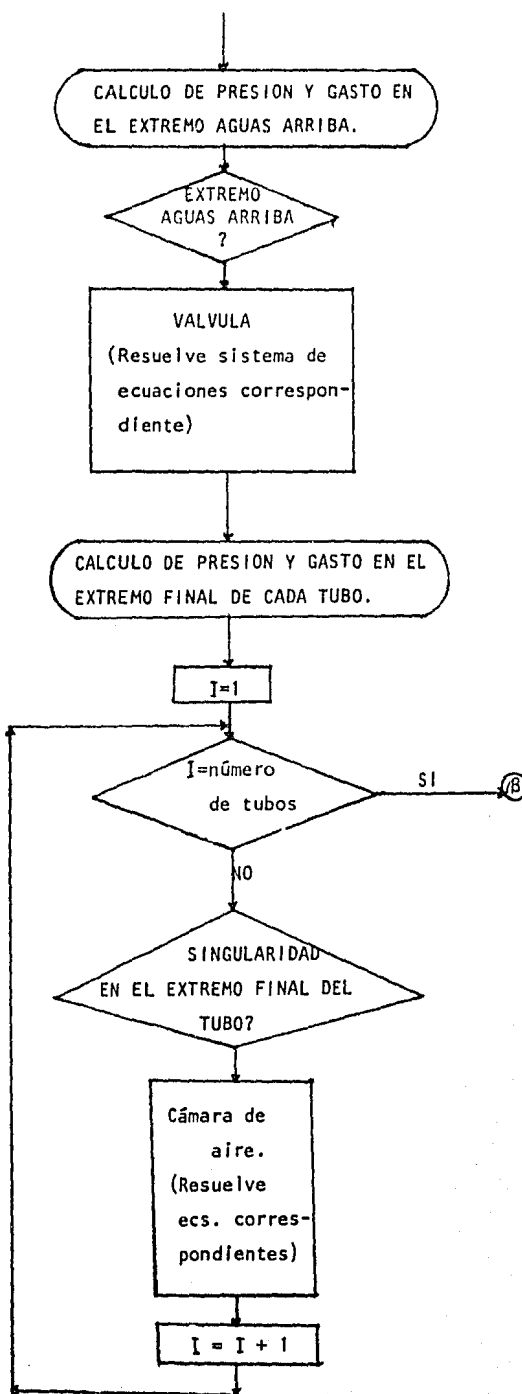 CALCULO DE PRESION Y GASTO EN
EL EXTREMO AGUAS ARRIBA.
EXTREMO
AGUAS ARRIBA
?
VALVULA
(Resuelve sistema de
ecuaciones correspon-
diente)
CALCULO DE PRESION Y GASTO EN EL
EXTREMO FINAL DE CADA TUBO.
I=1
I=número
de tubos
SI
B
NO
SINGULARIDAD
EN EL EXTREMO FINAL DEL
TUBO?
Cámara de
aire.
(Resuelve
ecs. corres-
pondientes)
I = I + 1